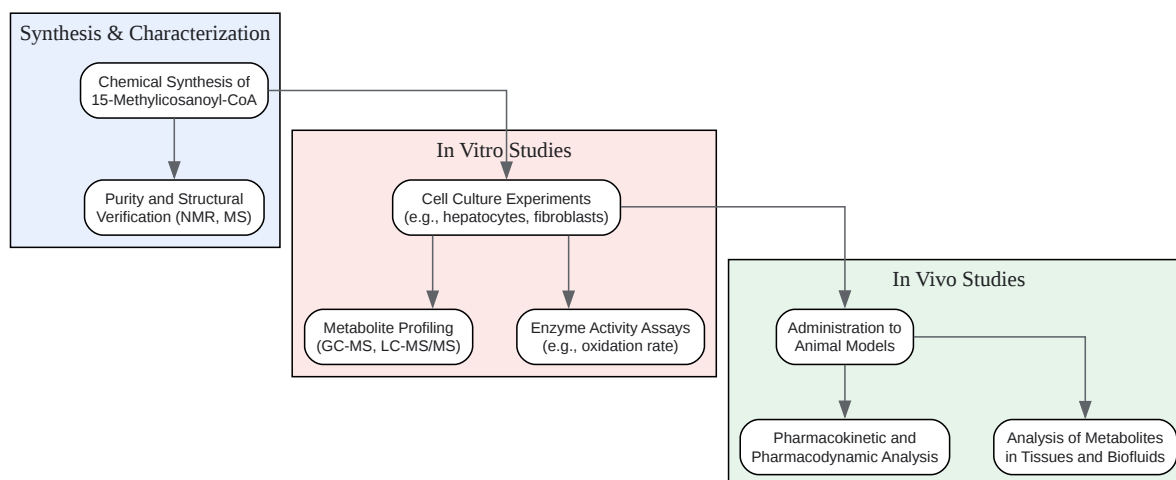 Synthesis & Characterization
Chemical Synthesis of
15-Methylicosanoyl-CoA
Purity and Structural
Verification (NMR, MS)
In Vitro Studies
Cell Culture Experiments
(e.g., hepatocytes, fibroblasts)
Metabolite Profiling
(GC-MS, LC-MS/MS)
Enzyme Activity Assays
(e.g., oxidation rate)
In Vivo Studies
Administration to
Animal Models
Pharmacokinetic and
Pharmacodynamic Analysis
Analysis of Metabolites
in Tissues and Biofluids